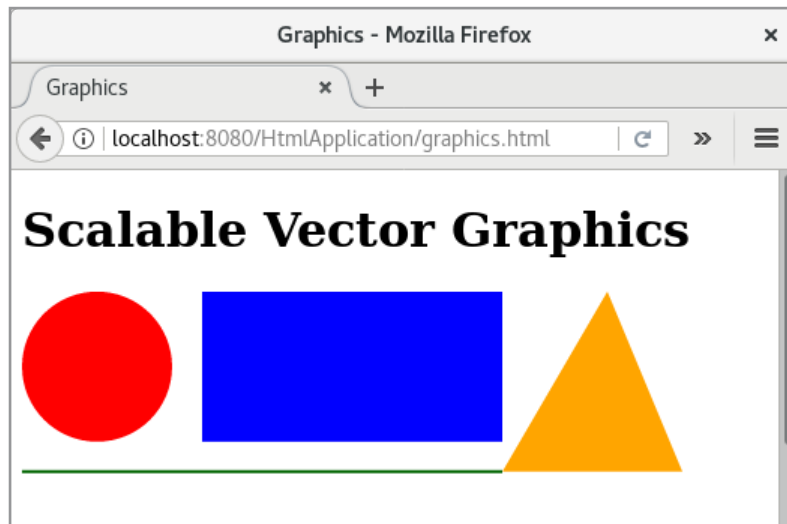 Graphics - Mozilla Firefox
Graphics
localhost:8080/HtmlApplication/graphics.html
Scalable Vector Graphics